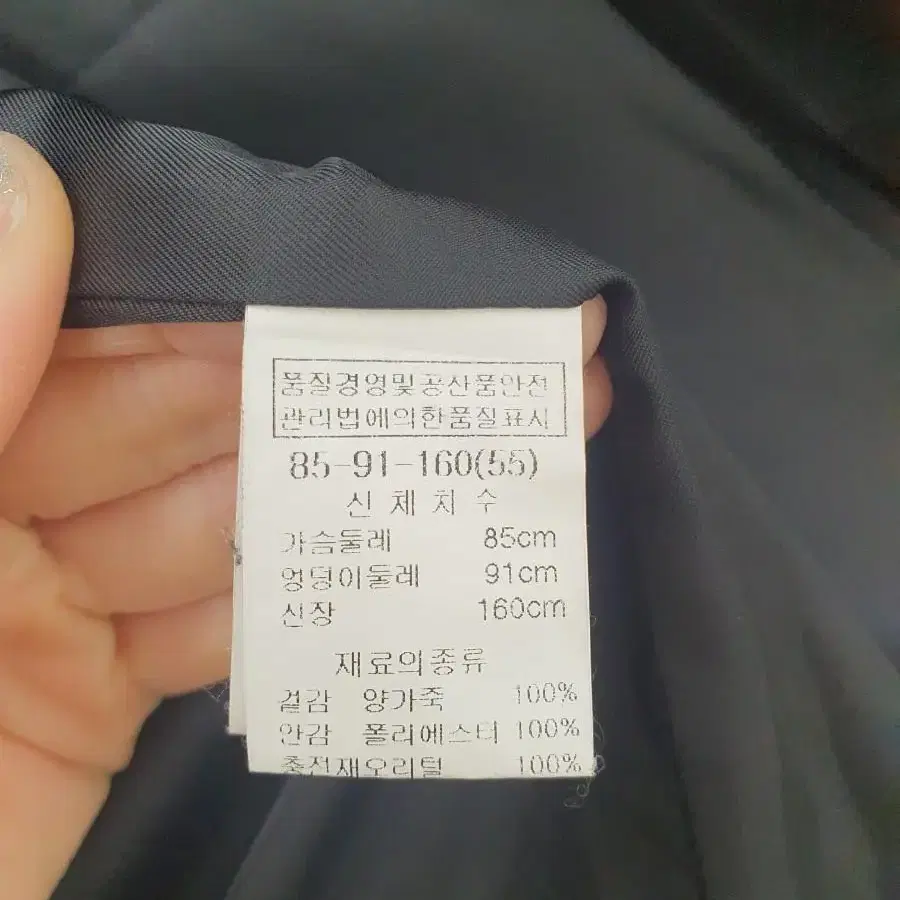 품질경영및공산품안전
관리법에의한품질표시
85-91-160(55)
신 체 치 수
가슴둘레 85cm
엉덩이둘레 91cm
신장 160cm
재료의종류
겉감 양가죽 100%
안감 폴리에스터 100%
충전재오리털 100%